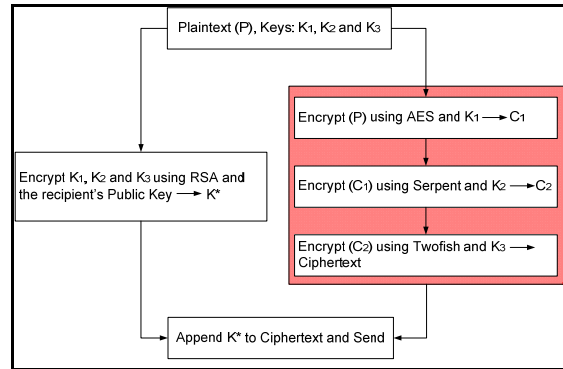 Plaintext (P), Keys: K₁, K₂ and K₃
Encrypt (P) using AES and K₁ → C₁
Encrypt K₁, K₂ and K₃ using RSA and
the recipient's Public Key → K*
Encrypt (C₁) using Serpent and K₂ → C₂
Encrypt (C₂) using Twofish and K₃ →
Ciphertext
Append K* to Ciphertext and Send